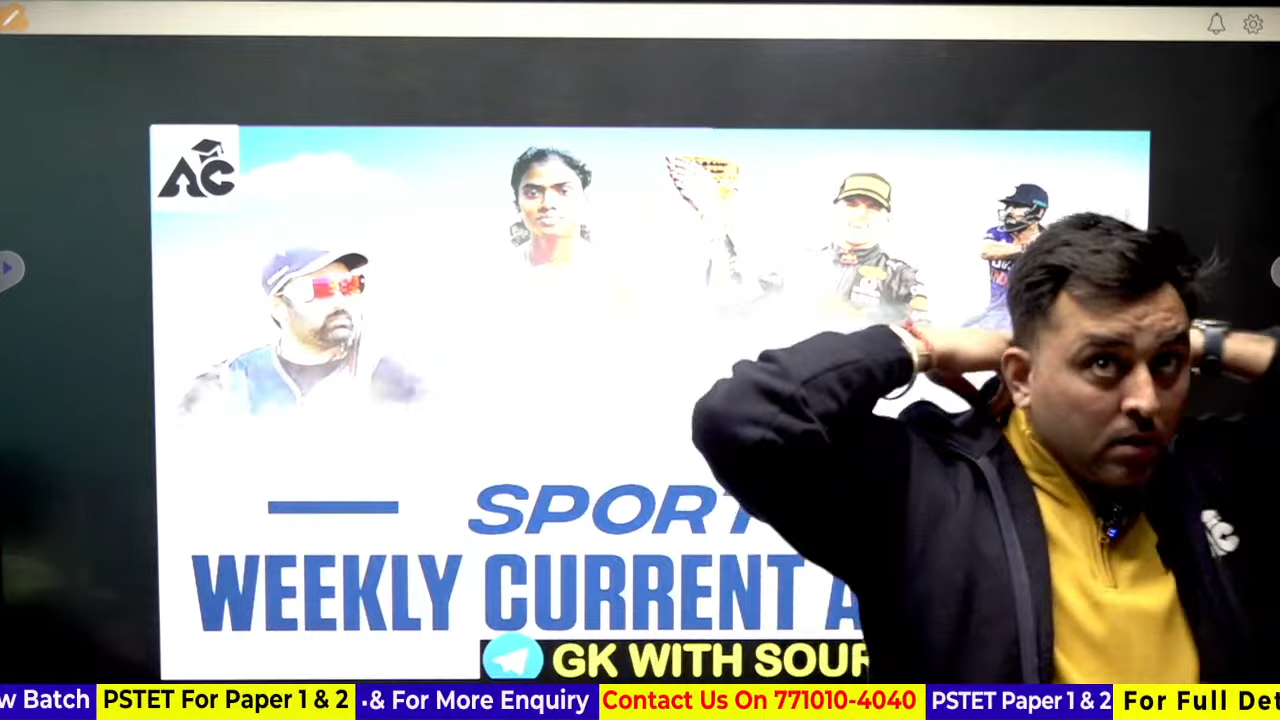 AC
SPORT
WEEKLY CURRENT A
GK WITH SOUR
w Batch PSTET For Paper 1 & 2 .& For More Enquiry Contact Us On 771010-4040 PSTET Paper 1 & 2 For Full Det